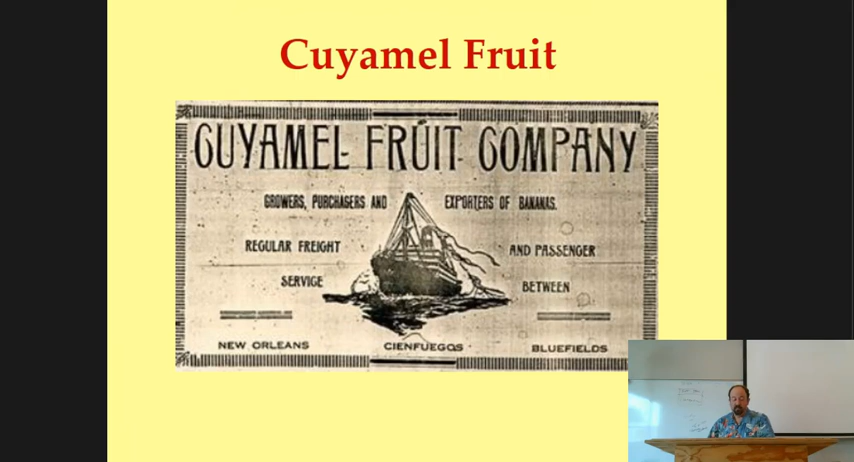 Cuyamel Fruit
CUYAMEL FRUIT COMPANY
GROWERS, PURCHASERS AND EXPORTERS OF BANANAS.
REGULAR FREIGHT AND PASSENGER
SERVICE BETWEEN
NEW ORLEANS CIENFUEGOS BLUEFIELDS